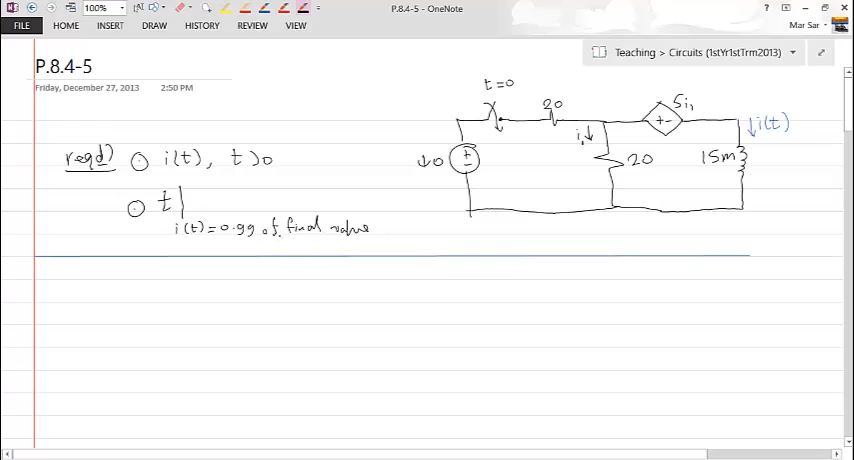 100%
P.8.4-5 - OneNote
FILE HOME INSERT DRAW HISTORY REVIEW VIEW
Mar Sar
Teaching > Circuits (1stYr1stTrm2013)
P.8.4-5
Friday, December 27, 2013 2:50 PM
t=0
20
5i₁
i₁
i(t)
+ -
20
15m
req'd)
i(t), t>0
t|
i(t)=0.99 of final value